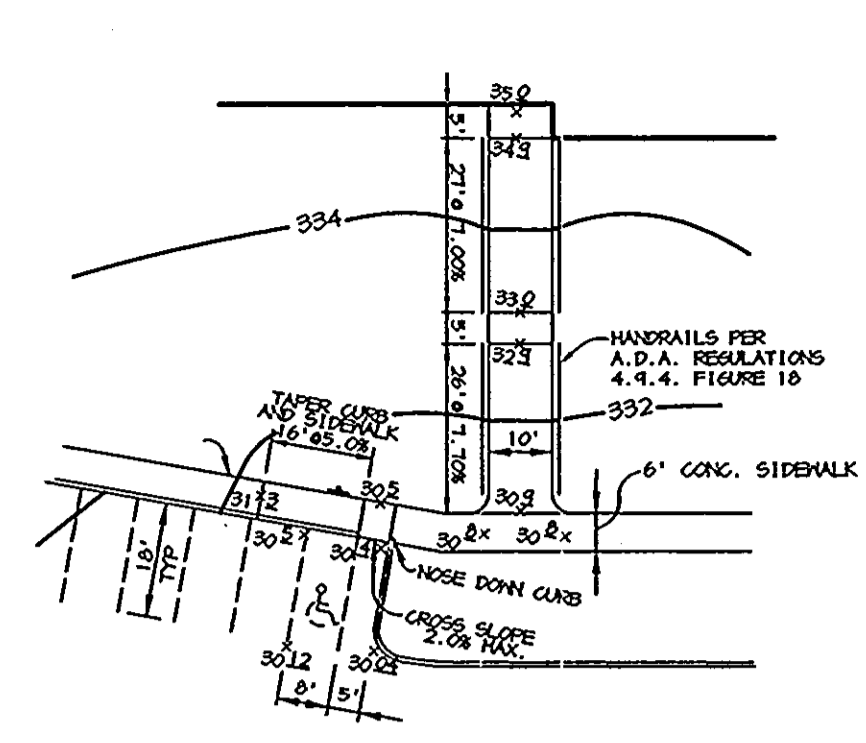 35.0
5'
34.9
27' @ 7.00%
334
33.0
5'
32.9
HANDRAILS PER
A.D.A. REGULATIONS
4.9.4. FIGURE 18
26' @ 7.70%
332
TAPER CURB
AND SIDEWALK
16' @ 5.0%
10'
6' CONC. SIDEWALK
31.3
30.5
30.9
30.8
30.8
30.5
30.4
18'
TYP
NOSE DOWN CURB
CROSS SLOPE
2.0% MAX.
30.12
30.04
8'
5'